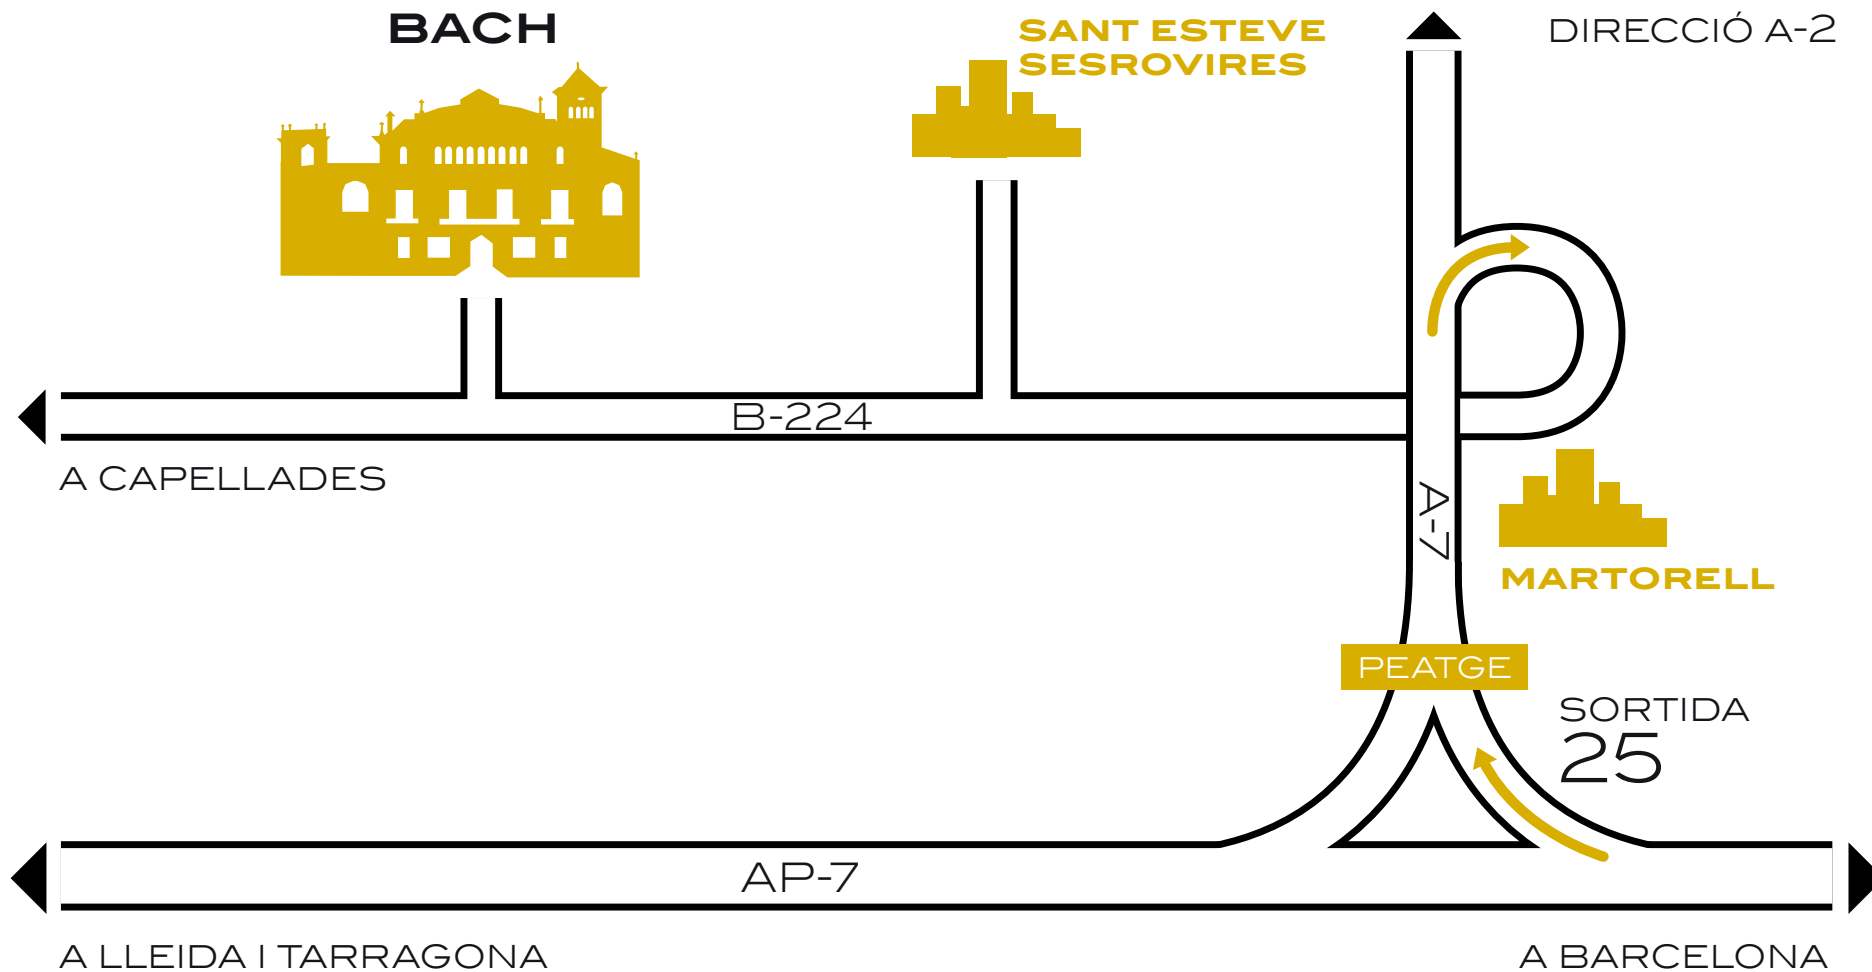 BACH
SANT ESTEVE
SESROVIRES
DIRECCIÓ A-2
B-224
A CAPELLADES
A-7
MARTORELL
PEATGE
SORTIDA
25
AP-7
A LLEIDA I TARRAGONA
A BARCELONA